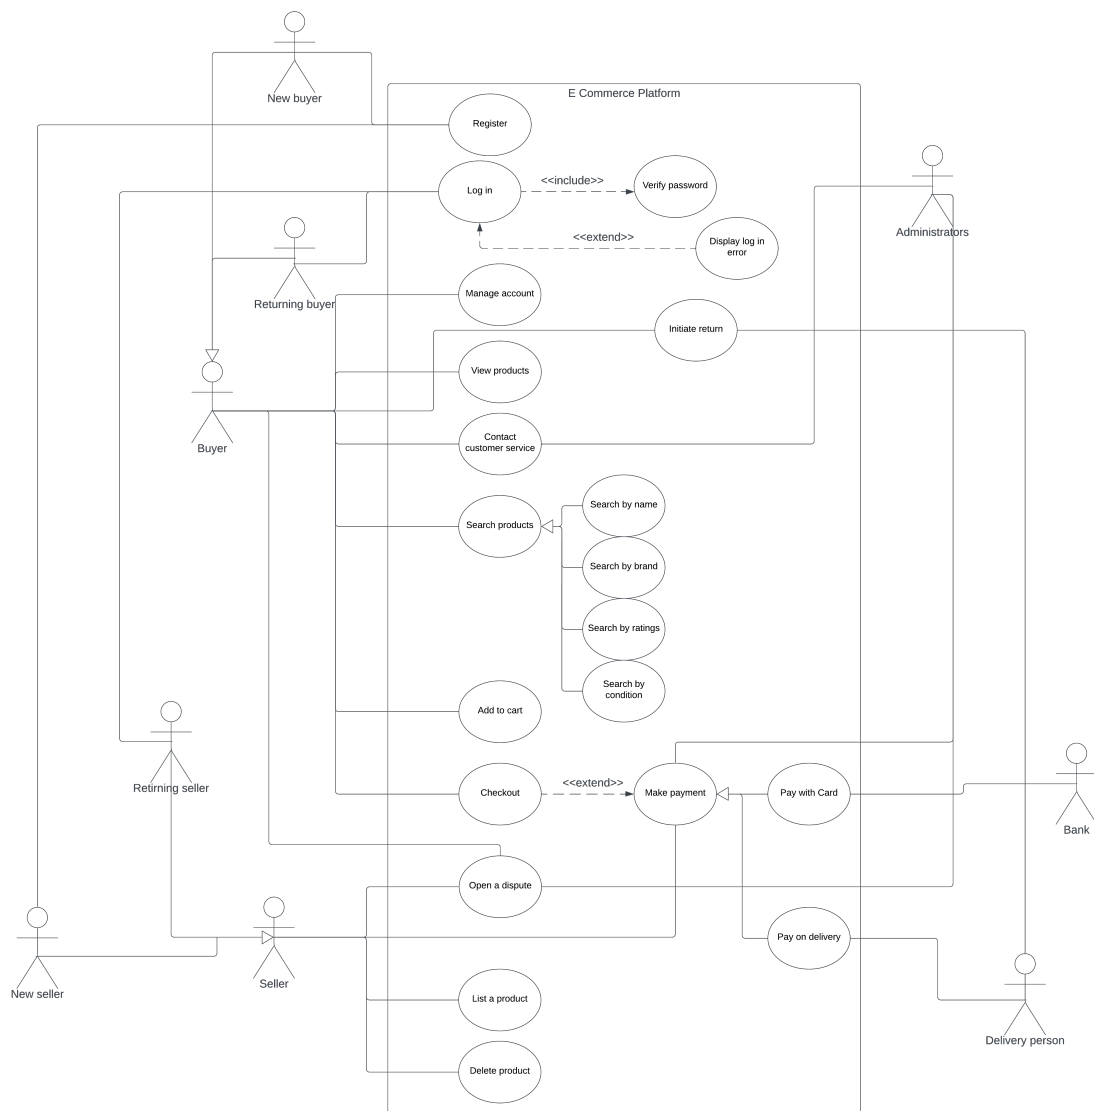 New buyer
E Commerce Platform
Register
Log in
<<include>>
Verify password
Administrators
<<extend>>
Display log in
error
Returning buyer
Manage account
Initiate return
View products
Buyer
Contact
customer service
Search products
Search by name
Search by brand
Search by ratings
Search by
condition
Add to cart
Retirning seller
Checkout
<<extend>>
Make payment
Pay with Card
Bank
Open a dispute
Pay on delivery
Seller
New seller
List a product
Delivery person
Delete product